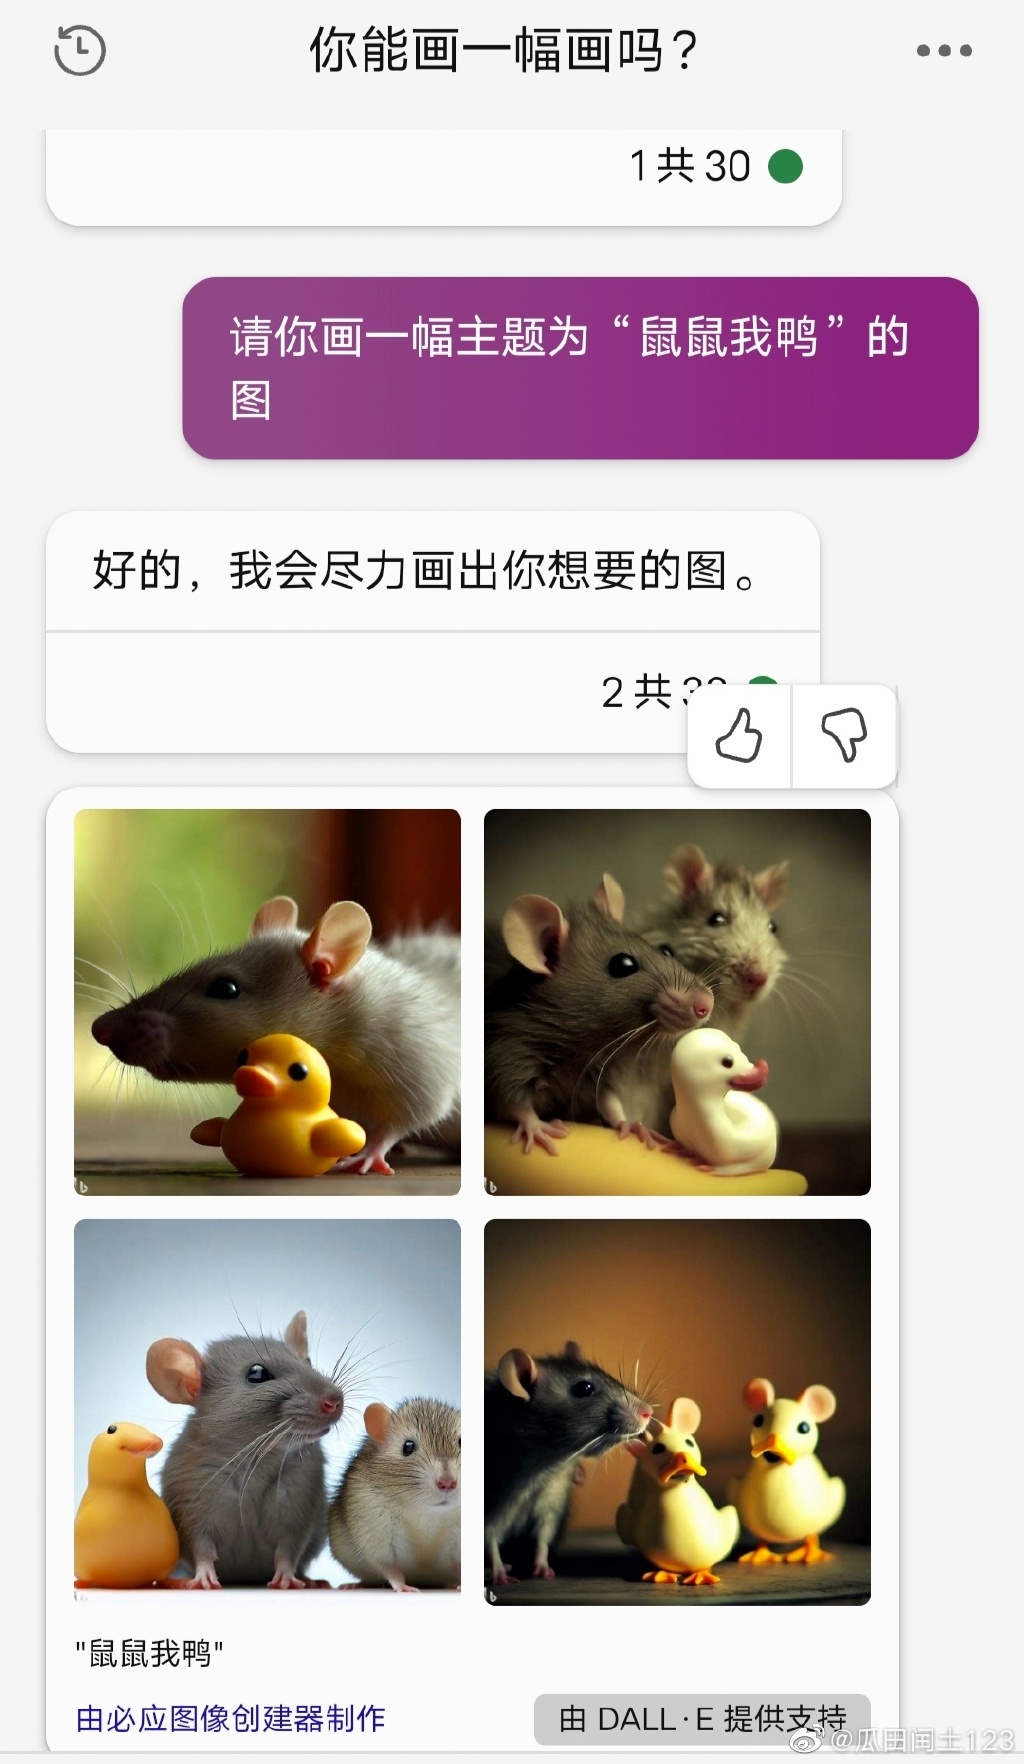 你能画一幅画吗?
1 共 30
请你画一幅主题为“鼠鼠我鸭”的
图
好的，我会尽力画出你想要的图。
2 共 30
"鼠鼠我鸭"
由必应图像创建器制作
由 DALL·E 提供支持
@瓜田闰土123